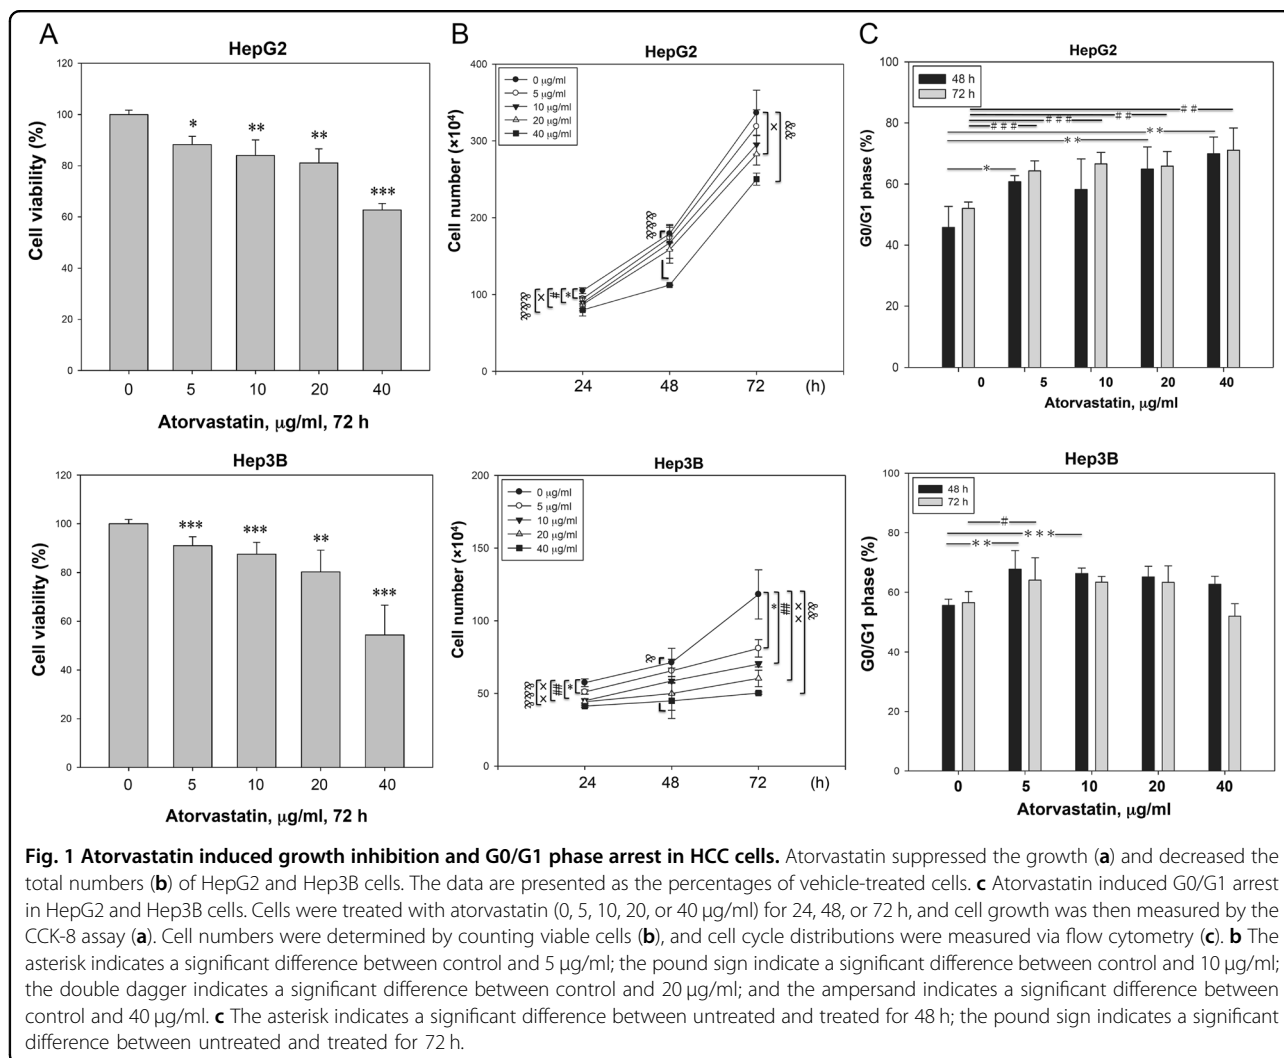 A
HepG2
Cell viability (%)
120
100
80
60
40
20
0
*
**
**
***
0 5 10 20 40
Atorvastatin, μg/ml, 72 h
Hep3B
Cell viability (%)
120
100
80
60
40
20
0
***
***
**
***
0 5 10 20 40
Atorvastatin, μg/ml, 72 h
B
HepG2
Cell number (×10⁴)
400
300
200
100
0
0 μg/ml
5 μg/ml
10 μg/ml
20 μg/ml
40 μg/ml
&&& × # *
&&&
× &&
24 48 72 (h)
Hep3B
Cell number (×10⁴)
200
150
100
50
0
0 μg/ml
5 μg/ml
10 μg/ml
20 μg/ml
40 μg/ml
&&& ×× ## *
&
* ## ×× &&
24 48 72 (h)
C
HepG2
G0/G1 phase (%)
100
80
60
40
20
0
48 h
72 h
##
##
###
###
**
**
*
0 5 10 20 40
Atorvastatin, μg/ml
Hep3B
G0/G1 phase (%)
100
80
60
40
20
0
48 h
72 h
#
***
**
0 5 10 20 40
Atorvastatin, μg/ml
Fig. 1 Atorvastatin induced growth inhibition and G0/G1 phase arrest in HCC cells. Atorvastatin suppressed the growth (a) and decreased the
total numbers (b) of HepG2 and Hep3B cells. The data are presented as the percentages of vehicle-treated cells. c Atorvastatin induced G0/G1 arrest
in HepG2 and Hep3B cells. Cells were treated with atorvastatin (0, 5, 10, 20, or 40 μg/ml) for 24, 48, or 72 h, and cell growth was then measured by the
CCK-8 assay (a). Cell numbers were determined by counting viable cells (b), and cell cycle distributions were measured via flow cytometry (c). b The
asterisk indicates a significant difference between control and 5 μg/ml; the pound sign indicate a significant difference between control and 10 μg/ml;
the double dagger indicates a significant difference between control and 20 μg/ml; and the ampersand indicates a significant difference between
control and 40 μg/ml. c The asterisk indicates a significant difference between untreated and treated for 48 h; the pound sign indicates a significant
difference between untreated and treated for 72 h.